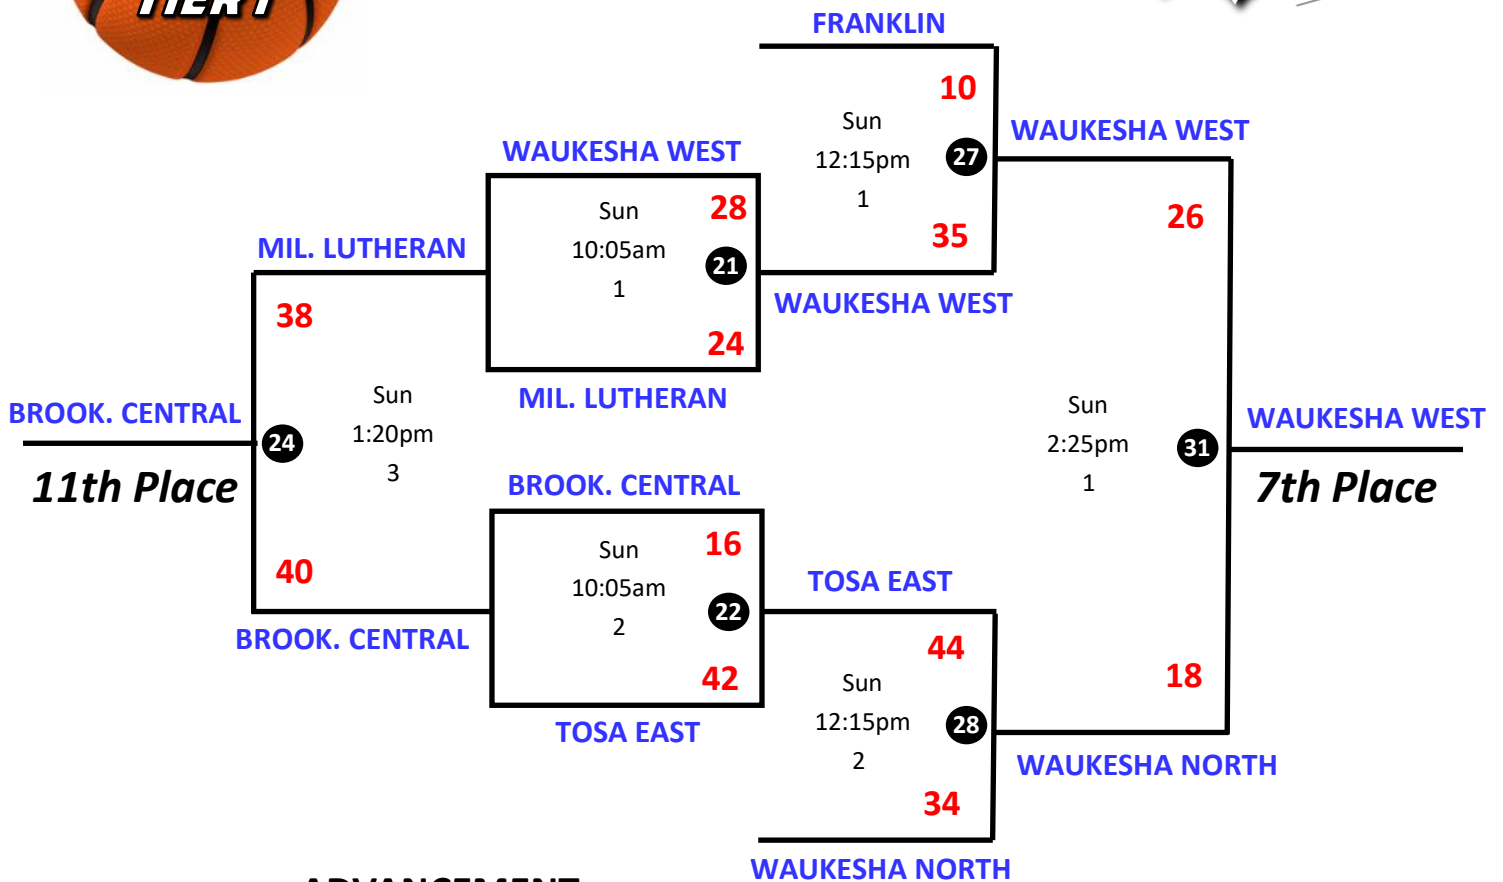 TIER 1
FRANKLIN
10
Sun
12:15pm
1
27
35
WAUKESHA WEST
WAUKESHA WEST
28
Sun
10:05am
1
21
24
WAUKESHA WEST
MIL. LUTHERAN
MIL. LUTHERAN
38
Sun
1:20pm
3
24
40
BROOK. CENTRAL
11th Place
BROOK. CENTRAL
BROOK. CENTRAL
16
Sun
10:05am
2
22
42
TOSA EAST
TOSA EAST
44
Sun
12:15pm
2
28
34
WAUKESHA NORTH
WAUKESHA NORTH
26
Sun
2:25pm
1
31
18
WAUKESHA WEST
7th Place
ADVANCEMENT